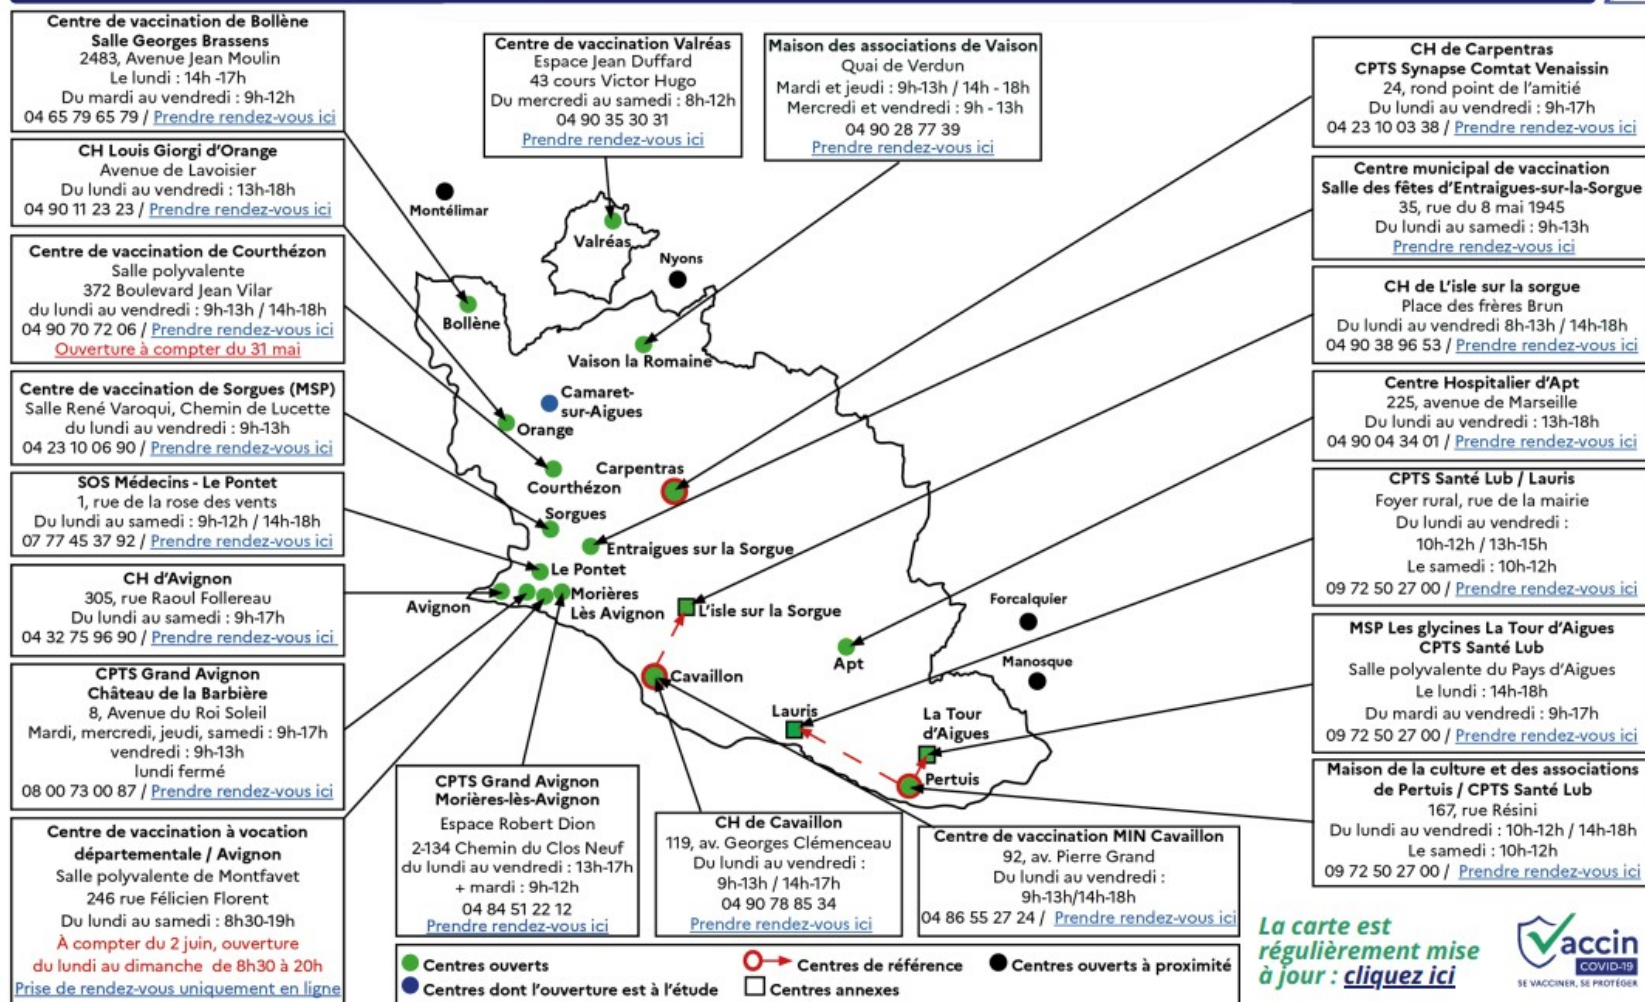 Centre de vaccination de Bollène
Salle Georges Brassens
2483, Avenue Jean Moulin
Le lundi : 14h -17h
Du mardi au vendredi : 9h-12h
04 65 79 65 79 / Prendre rendez-vous ici
CH Louis Giorgi d'Orange
Avenue de Lavoisier
Du lundi au vendredi : 13h-18h
04 90 11 23 23 / Prendre rendez-vous ici
Centre de vaccination de Courthézon
Salle polyvalente
372 Boulevard Jean Vilar
du lundi au vendredi : 9h-13h / 14h-18h
04 90 70 72 06 / Prendre rendez-vous ici
Ouverture à compter du 31 mai
Centre de vaccination de Sorgues (MSP)
Salle René Varoqui, Chemin de Lucette
du lundi au vendredi : 9h-13h
04 23 10 06 90 / Prendre rendez-vous ici
SOS Médecins - Le Pontet
1, rue de la rose des vents
Du lundi au samedi : 9h-12h / 14h-18h
07 77 45 37 92 / Prendre rendez-vous ici
CH d'Avignon
305, rue Raoul Follereau
Du lundi au samedi : 9h-17h
04 32 75 96 90 / Prendre rendez-vous ici
CPTS Grand Avignon
Château de la Barbière
8, Avenue du Roi Soleil
Mardi, mercredi, jeudi, samedi : 9h-17h
vendredi : 9h-13h
lundi fermé
08 00 73 00 87 / Prendre rendez-vous ici
Centre de vaccination à vocation
départementale / Avignon
Salle polyvalente de Montfavet
246 rue Félicien Florent
Du lundi au samedi : 8h30-19h
À compter du 2 juin, ouverture
du lundi au dimanche de 8h30 à 20h
Prise de rendez-vous uniquement en ligne
Centre de vaccination Valréas
Espace Jean Duffard
43 cours Victor Hugo
Du mercredi au samedi : 8h-12h
04 90 35 30 31
Prendre rendez-vous ici
Maison des associations de Vaison
Quai de Verdun
Mardi et jeudi : 9h-13h / 14h - 18h
Mercredi et vendredi : 9h - 13h
04 90 28 77 39
Prendre rendez-vous ici
Montélimar
Valréas
Nyons
Bollène
Vaison la Romaine
Camaret-
sur-Aigues
Orange
Carpentras
Courthézon
Sorgues
Entraigues sur la Sorgue
Le Pontet
Avignon
Morières
Lès Avignon
L'isle sur la Sorgue
Forcalquier
Apt
Manosque
Cavaillon
Lauris
La Tour
d'Aigues
Pertuis
CPTS Grand Avignon
Morières-lès-Avignon
Espace Robert Dion
2-134 Chemin du Clos Neuf
du lundi au vendredi : 13h-17h
+ mardi : 9h-12h
04 84 51 22 12
Prendre rendez-vous ici
CH de Cavaillon
119, av. Georges Clémenceau
Du lundi au vendredi :
9h-13h / 14h-17h
04 90 78 85 34
Prendre rendez-vous ici
Centre de vaccination MIN Cavaillon
92, av. Pierre Grand
Du lundi au vendredi :
9h-13h/14h-18h
04 86 55 27 24 / Prendre rendez-vous ici
CH de Carpentras
CPTS Synapse Comtat Venaissin
24, rond point de l'amitié
Du lundi au vendredi : 9h-17h
04 23 10 03 38 / Prendre rendez-vous ici
Centre municipal de vaccination
Salle des fêtes d'Entraigues-sur-la-Sorgue
35, rue du 8 mai 1945
Du lundi au samedi : 9h-13h
Prendre rendez-vous ici
CH de L'isle sur la sorgue
Place des frères Brun
Du lundi au vendredi 8h-13h / 14h-18h
04 90 38 96 53 / Prendre rendez-vous ici
Centre Hospitalier d'Apt
225, avenue de Marseille
Du lundi au vendredi : 13h-18h
04 90 04 34 01 / Prendre rendez-vous ici
CPTS Santé Lub / Lauris
Foyer rural, rue de la mairie
Du lundi au vendredi :
10h-12h / 13h-15h
Le samedi : 10h-12h
09 72 50 27 00 / Prendre rendez-vous ici
MSP Les glycines La Tour d'Aigues
CPTS Santé Lub
Salle polyvalente du Pays d'Aigues
Le lundi : 14h-18h
Du mardi au vendredi : 9h-17h
09 72 50 27 00 / Prendre rendez-vous ici
Maison de la culture et des associations
de Pertuis / CPTS Santé Lub
167, rue Résini
Du lundi au vendredi : 10h-12h / 14h-18h
Le samedi : 10h-12h
09 72 50 27 00 / Prendre rendez-vous ici
Centres ouverts
Centres dont l'ouverture est à l'étude
Centres de référence
Centres annexes
Centres ouverts à proximité
La carte est
régulièrement mise
à jour : cliquez ici
Vaccin
COVID-19
SE VACCINER, SE PROTÉGER